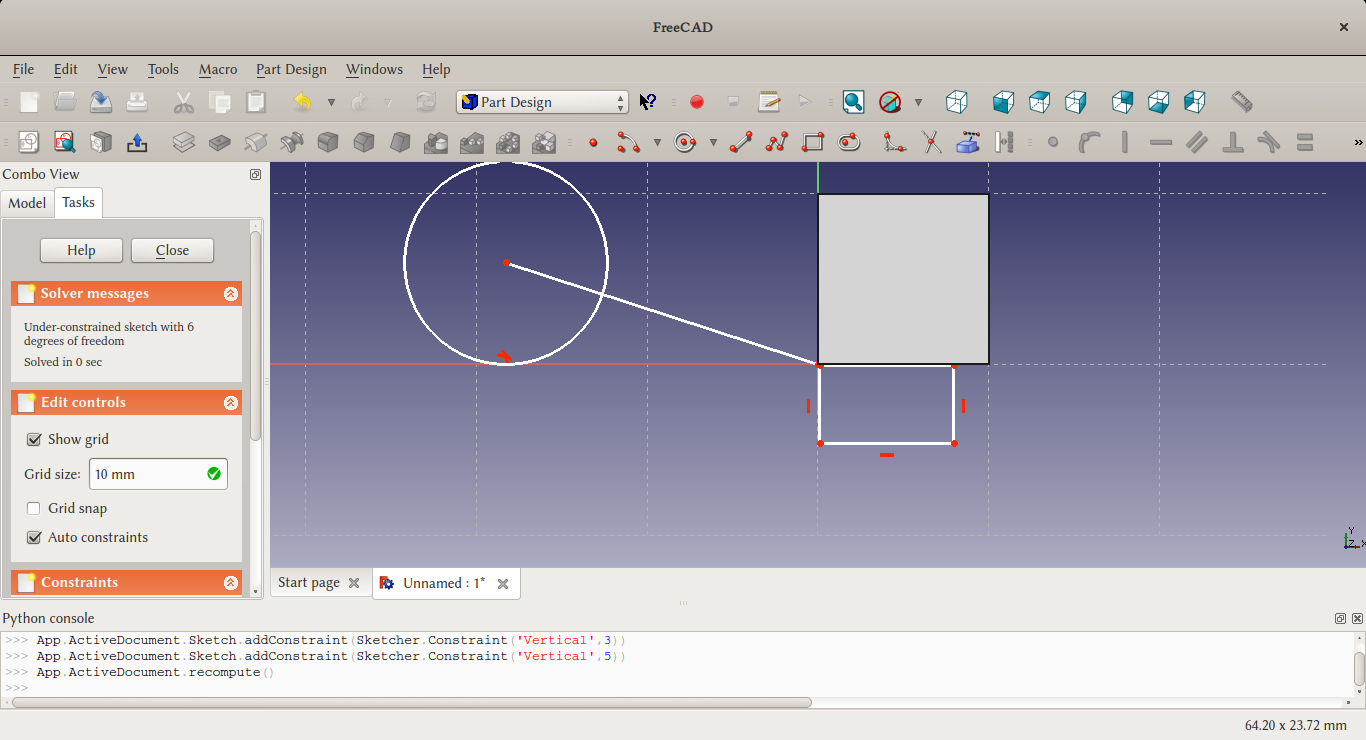 FreeCAD
File Edit View Tools Macro Part Design Windows Help
Part Design
Combo View
Model Tasks
Help Close
Solver messages
Under-constrained sketch with 6
degrees of freedom
Solved in 0 sec
Edit controls
Show grid
Grid size: 10 mm
Grid snap
Auto constraints
Constraints
Y
Z X
Start page Unnamed : 1*
Python console
>>> App.ActiveDocument.Sketch.addConstraint(Sketcher.Constraint('Vertical',3))
>>> App.ActiveDocument.Sketch.addConstraint(Sketcher.Constraint('Vertical',5))
>>> App.ActiveDocument.recompute()
>>>
64.20 x 23.72 mm